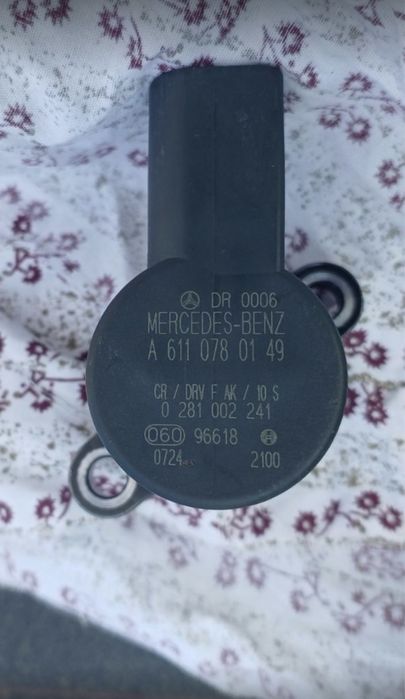 DR 0006
MERCEDES-BENZ
A 611 078 01 49
CR / DRV F AK / 10 S
0 281 002 241
060 96618
0724 2100